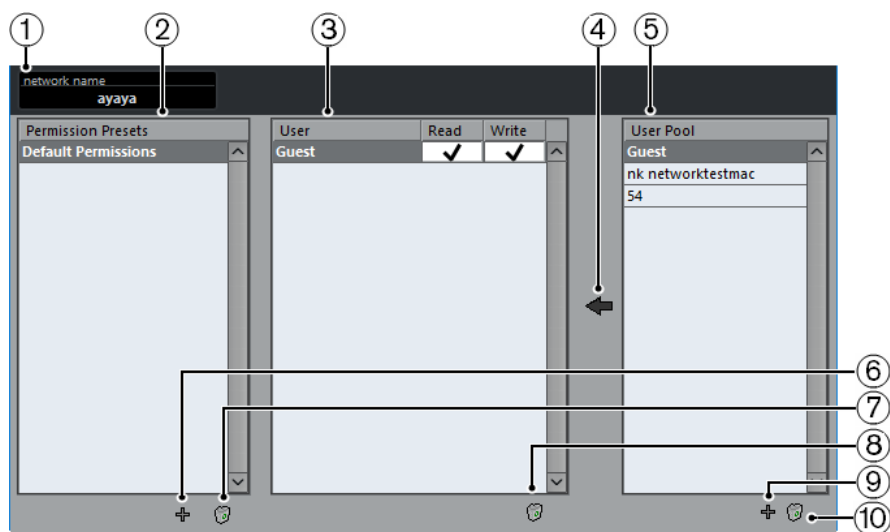 ① ② ③ ④ ⑤
network name
ayaya
Permission Presets
Default Permissions
User Read Write
Guest
User Pool
Guest
nk networktestmac
54
⑥
⑦
⑧
⑨
⑩